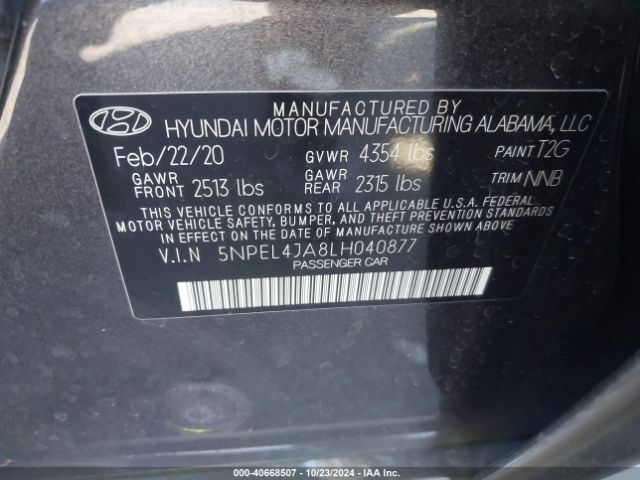 MANUFACTURED BY
HYUNDAI MOTOR MANUFACTURING ALABAMA, LLC
Feb/22/20 GVWR 4354 lbs PAINT T2G
GAWR FRONT 2513 lbs GAWR REAR 2315 lbs TRIM NNB
THIS VEHICLE CONFORMS TO ALL APPLICABLE U.S.A. FEDERAL
MOTOR VEHICLE SAFETY, BUMPER, AND THEFT PREVENTION STANDARDS
IN EFFECT ON THE DATE OF MANUFACTURE SHOWN ABOVE.
V.I.N 5NPEL4JA8LH040877
PASSENGER CAR
000-40668507 - 10/23/2024 - IAA Inc.